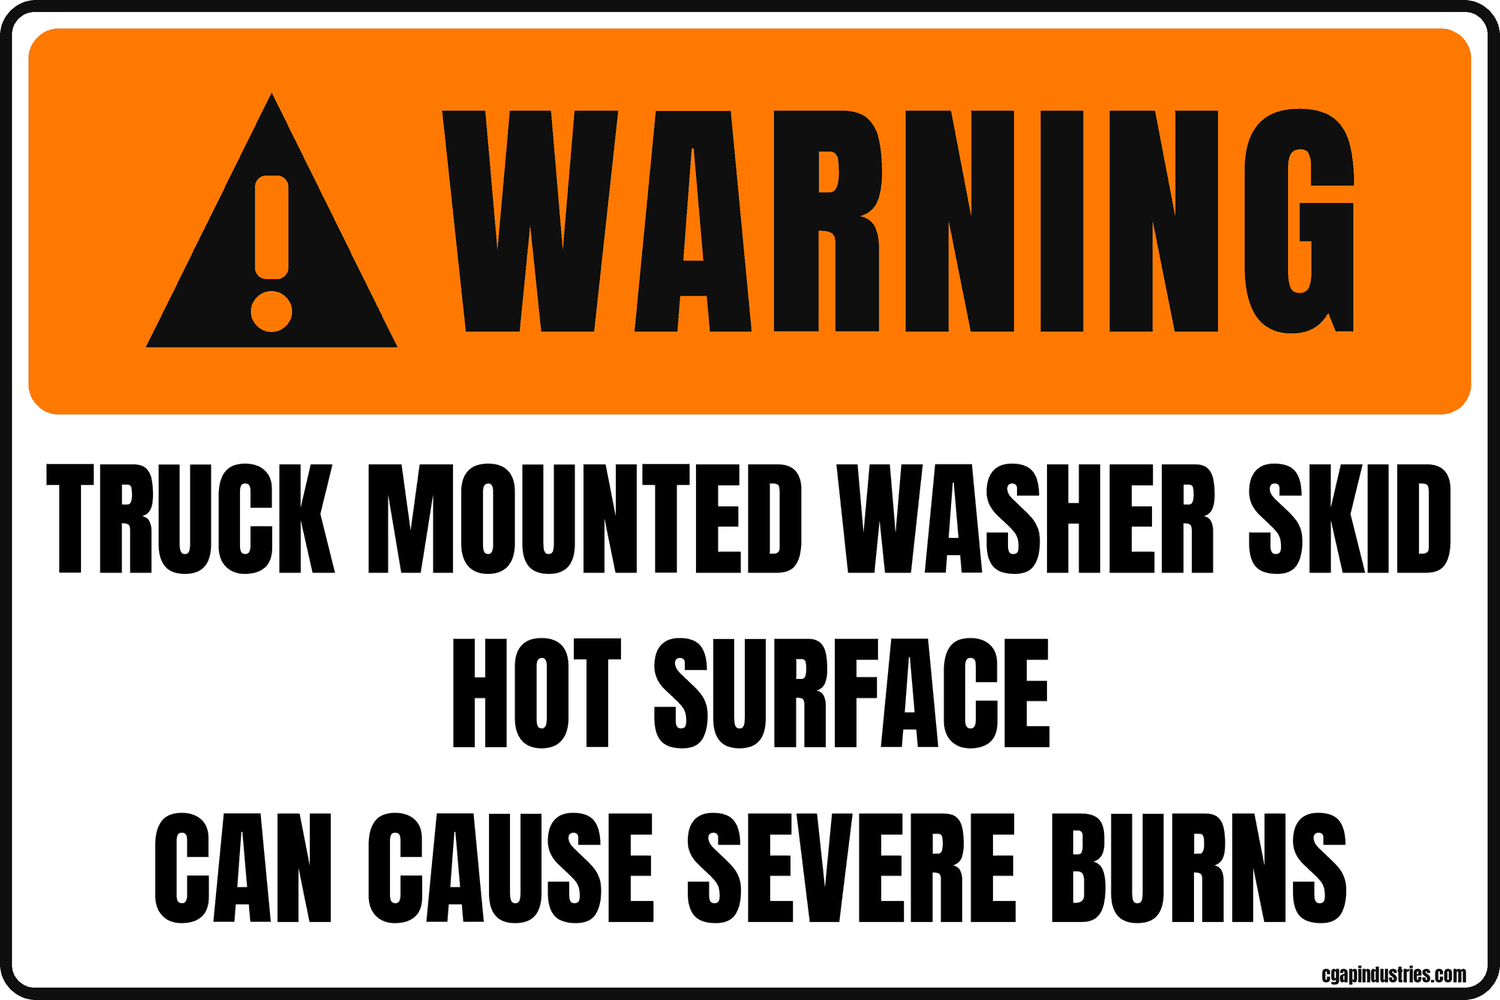 WARNING
TRUCK MOUNTED WASHER SKID
HOT SURFACE
CAN CAUSE SEVERE BURNS
cgapindustries.com